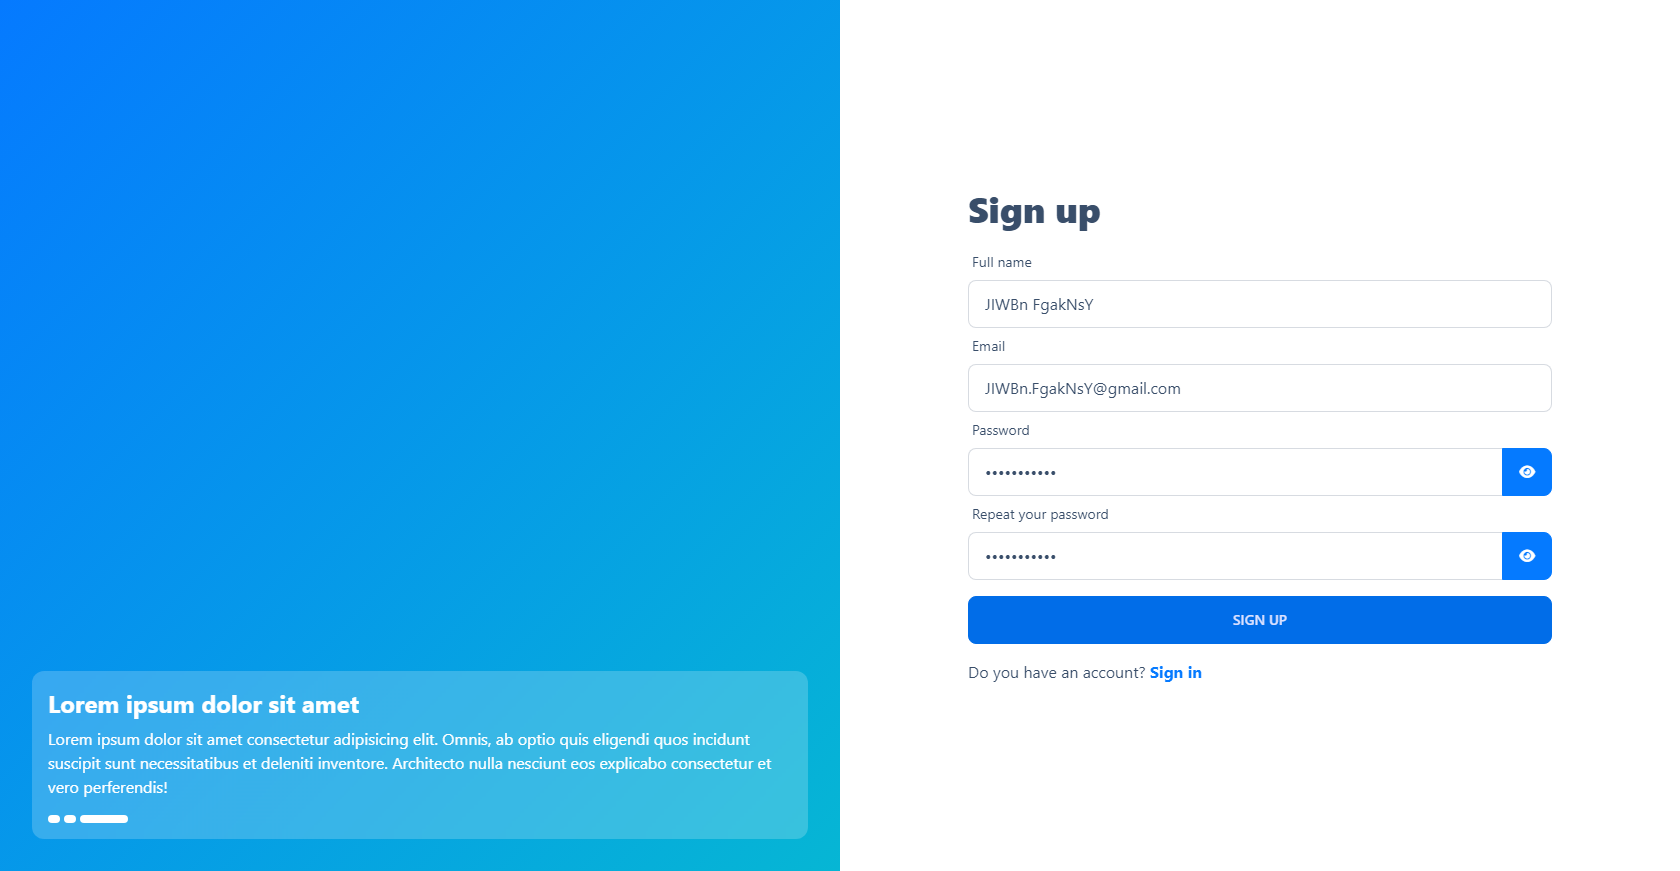 Sign up
Full name
JIWBn FgakNsY
Email
JIWBn.FgakNsY@gmail.com
Password
•••••••••••
Repeat your password
•••••••••••
SIGN UP
Do you have an account? Sign in
Lorem ipsum dolor sit amet
Lorem ipsum dolor sit amet consectetur adipisicing elit. Omnis, ab optio quis eligendi quos incidunt
suscipit sunt necessitatibus et deleniti inventore. Architecto nulla nesciunt eos explicabo consectetur et
vero perferendis!